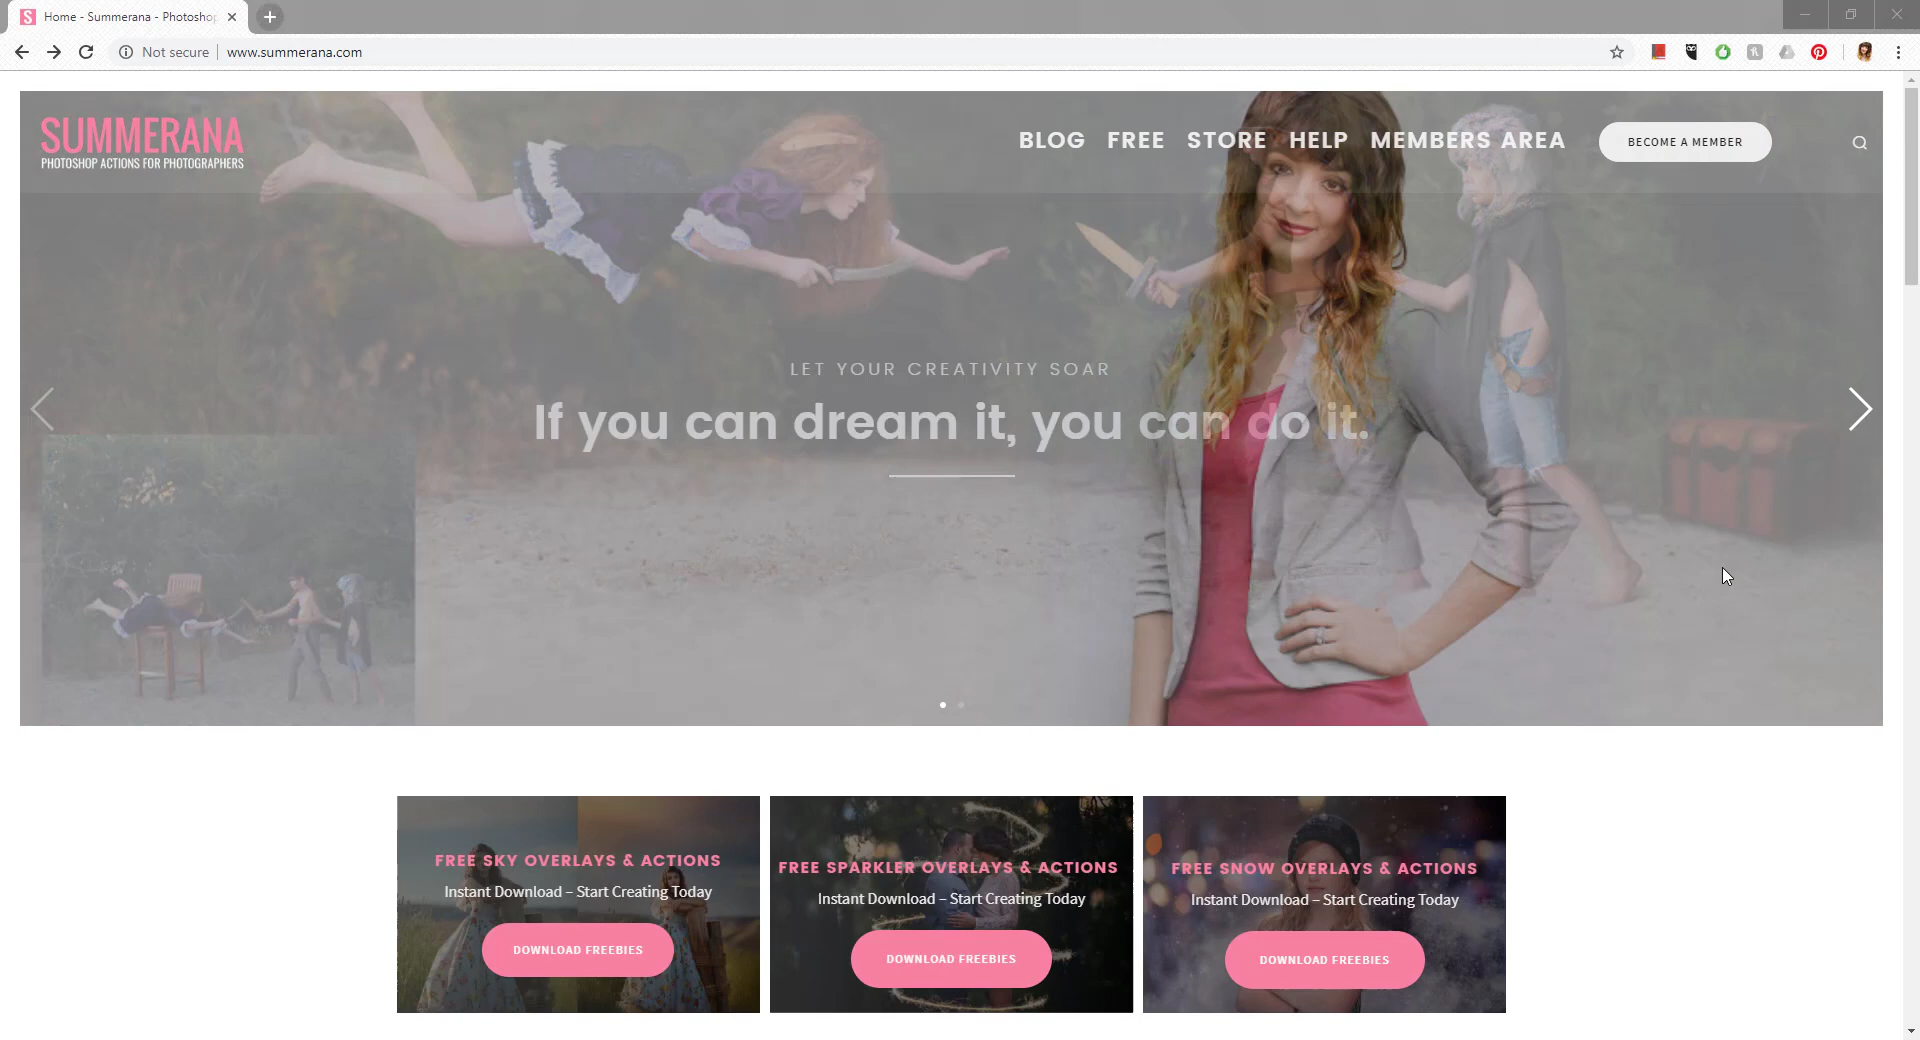 Home - Summerana - Photoshop
Not secure
www.summerana.com
SUMMERANA
PHOTOSHOP ACTIONS FOR PHOTOGRAPHERS
BLOG FREE STORE HELP MEMBERS AREA
BECOME A MEMBER
LET YOUR CREATIVITY SOAR
If you can dream it, you can do it.
FREE SKY OVERLAYS & ACTIONS
Instant Download – Start Creating Today
DOWNLOAD FREEBIES
FREE SPARKLER OVERLAYS & ACTIONS
Instant Download – Start Creating Today
DOWNLOAD FREEBIES
FREE SNOW OVERLAYS & ACTIONS
Instant Download – Start Creating Today
DOWNLOAD FREEBIES